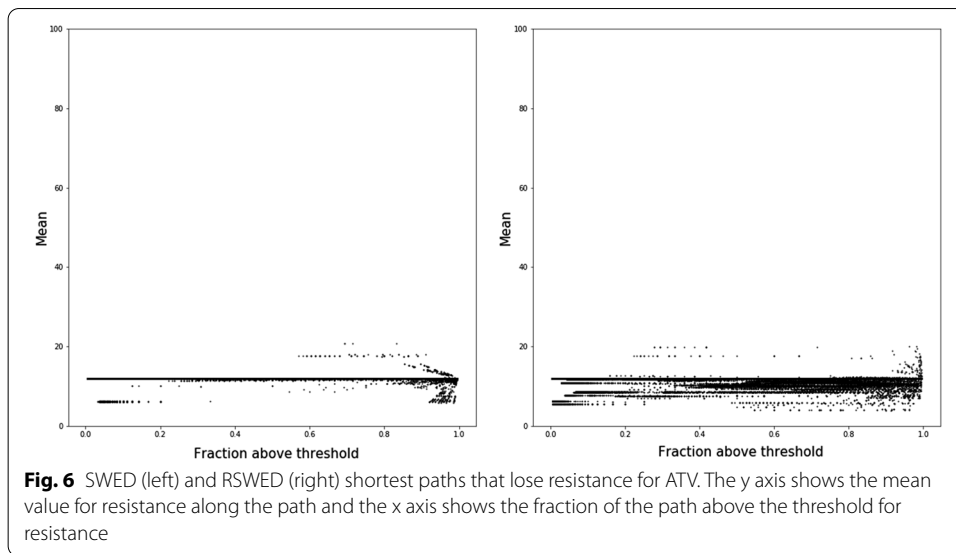 100
80
60
40
20
0
Mean
0.0 0.2 0.4 0.6 0.8 1.0
Fraction above threshold
100
80
60
40
20
0
Mean
0.0 0.2 0.4 0.6 0.8 1.0
Fraction above threshold
Fig. 6 SWED (left) and RSWED (right) shortest paths that lose resistance for ATV. The y axis shows the mean
value for resistance along the path and the x axis shows the fraction of the path above the threshold for
resistance